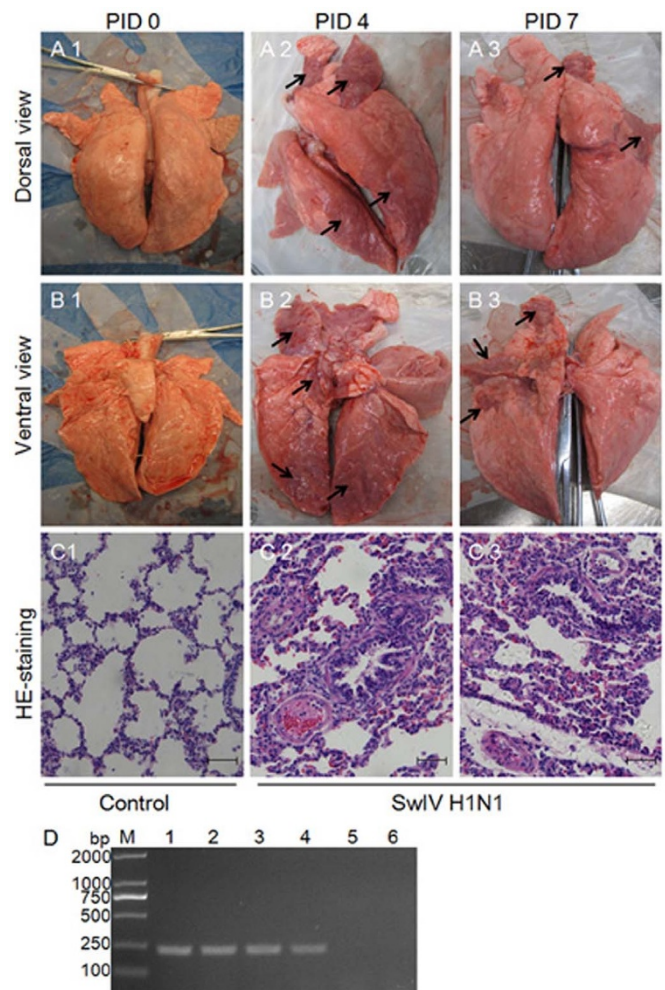 PID 0 PID 4 PID 7
Dorsal view
A 1 A 2 A 3
Ventral view
B 1 B 2 B 3
HE-staining
C1 C 2 C 3
Control SwIV H1N1
D bp M 1 2 3 4 5 6
2000
1000
750
500
250
100